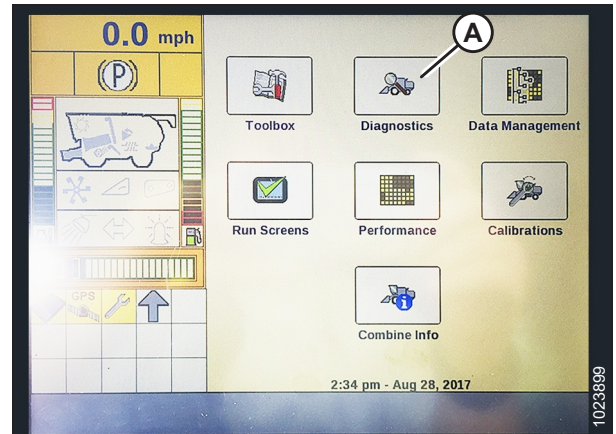 0.0 mph
(P)
A
Toolbox
Diagnostics
Data Management
Run Screens
Performance
Calibrations
GPS
Combine Info
2:34 pm - Aug 28, 2017
1023899